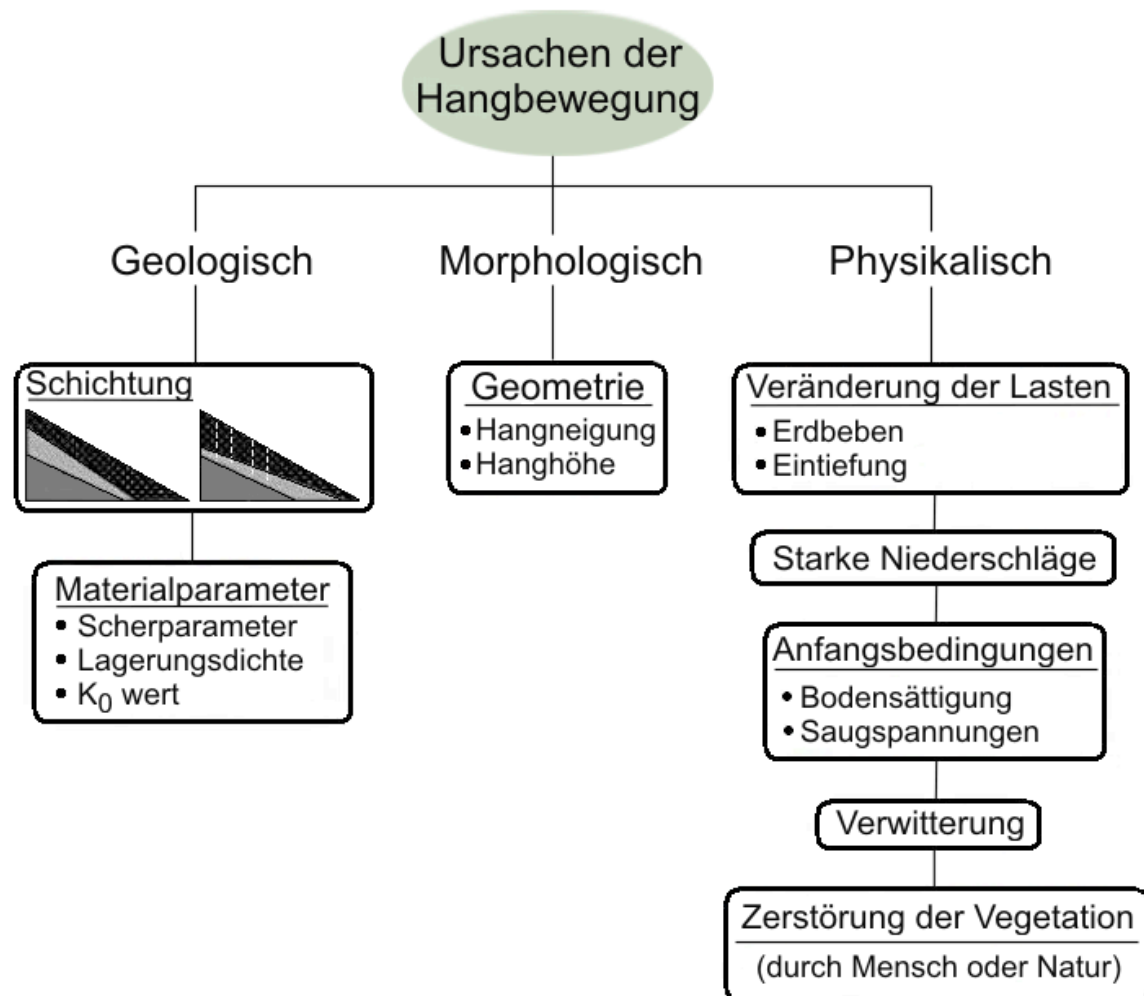 Ursachen der
Hangbewegung
Geologisch
Morphologisch
Physikalisch
Schichtung
Materialparameter
• Scherparameter
• Lagerungsdichte
• K₀ wert
Geometrie
• Hangneigung
• Hanghöhe
Veränderung der Lasten
• Erdbeben
• Eintiefung
Starke Niederschläge
Anfangsbedingungen
• Bodensättigung
• Saugspannungen
Verwitterung
Zerstörung der Vegetation
(durch Mensch oder Natur)